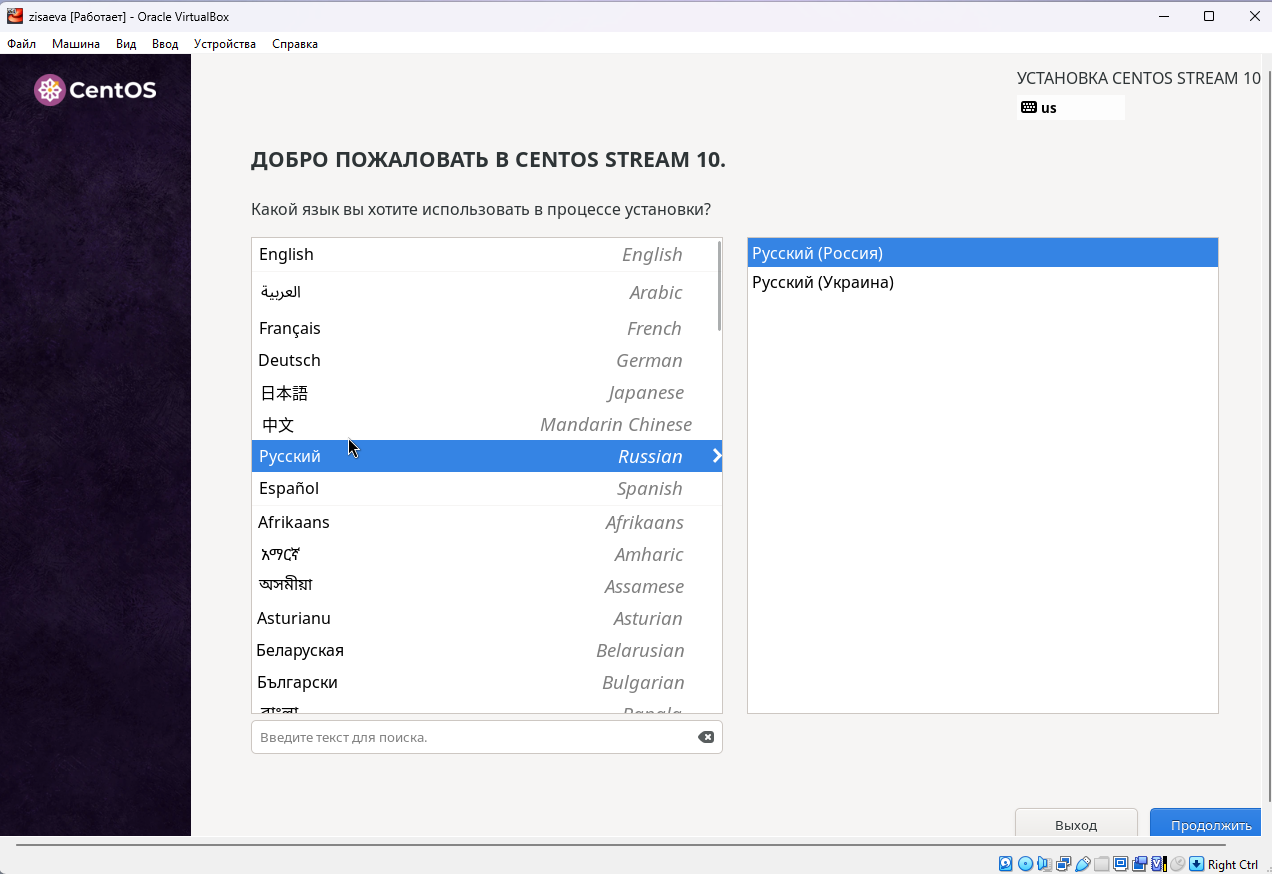 zisaeva [Работает] - Oracle VirtualBox
Файл Машина Вид Ввод Устройства Справка
CentOS
УСТАНОВКА CENTOS STREAM 10
us
ДОБРО ПОЖАЛОВАТЬ В CENTOS STREAM 10.
Какой язык вы хотите использовать в процессе установки?
English English
العربية Arabic
Français French
Deutsch German
日本語 Japanese
中文 Mandarin Chinese
Русский Russian
Español Spanish
Afrikaans Afrikaans
አማርኛ Amharic
অসমীয়া Assamese
Asturianu Asturian
Беларуская Belarusian
Български Bulgarian
বাংলা Bangla
Русский (Россия)
Русский (Украина)
Введите текст для поиска.
Выход Продолжить
Right Ctrl